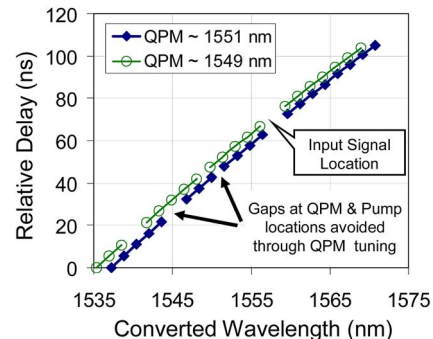 120
100
80
60
40
20
0
Relative Delay (ns)
QPM ~ 1551 nm
QPM ~ 1549 nm
Input Signal
Location
Gaps at QPM & Pump
locations avoided
through QPM tuning
1535 1545 1555 1565 1575
Converted Wavelength (nm)